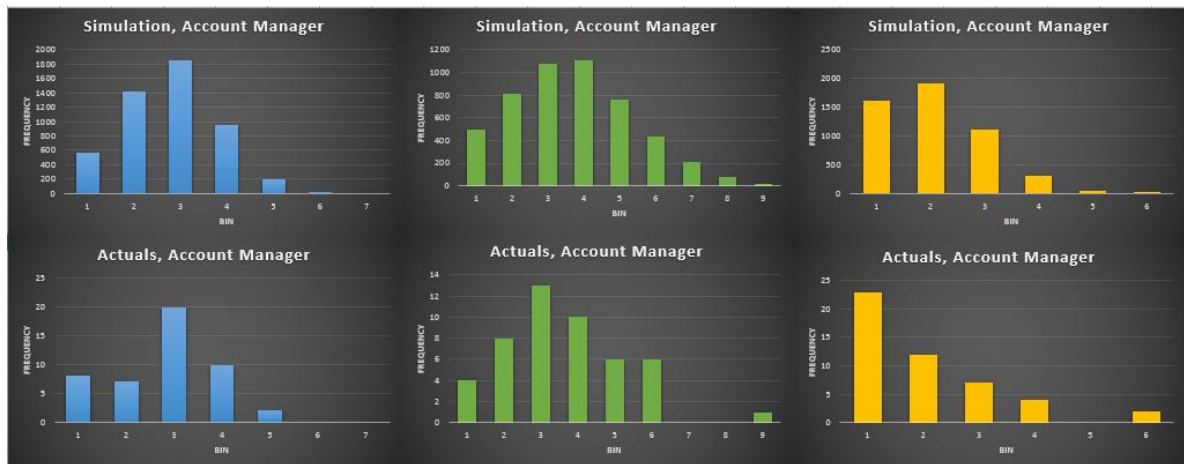 Simulation, Account Manager
FREQUENCY
2000
1800
1600
1400
1200
1000
800
600
400
200
0
1 2 3 4 5 6 7
BIN
Simulation, Account Manager
FREQUENCY
1200
1000
800
600
400
200
0
1 2 3 4 5 6 7 8 9
BIN
Simulation, Account Manager
FREQUENCY
2500
2000
1500
1000
500
0
1 2 3 4 5 6
BIN
Actuals, Account Manager
FREQUENCY
25
20
15
10
5
0
1 2 3 4 5 6 7
BIN
Actuals, Account Manager
FREQUENCY
14
12
10
8
6
4
2
0
1 2 3 4 5 6 7 8 9
BIN
Actuals, Account Manager
FREQUENCY
25
20
15
10
5
0
1 2 3 4 5 6
BIN